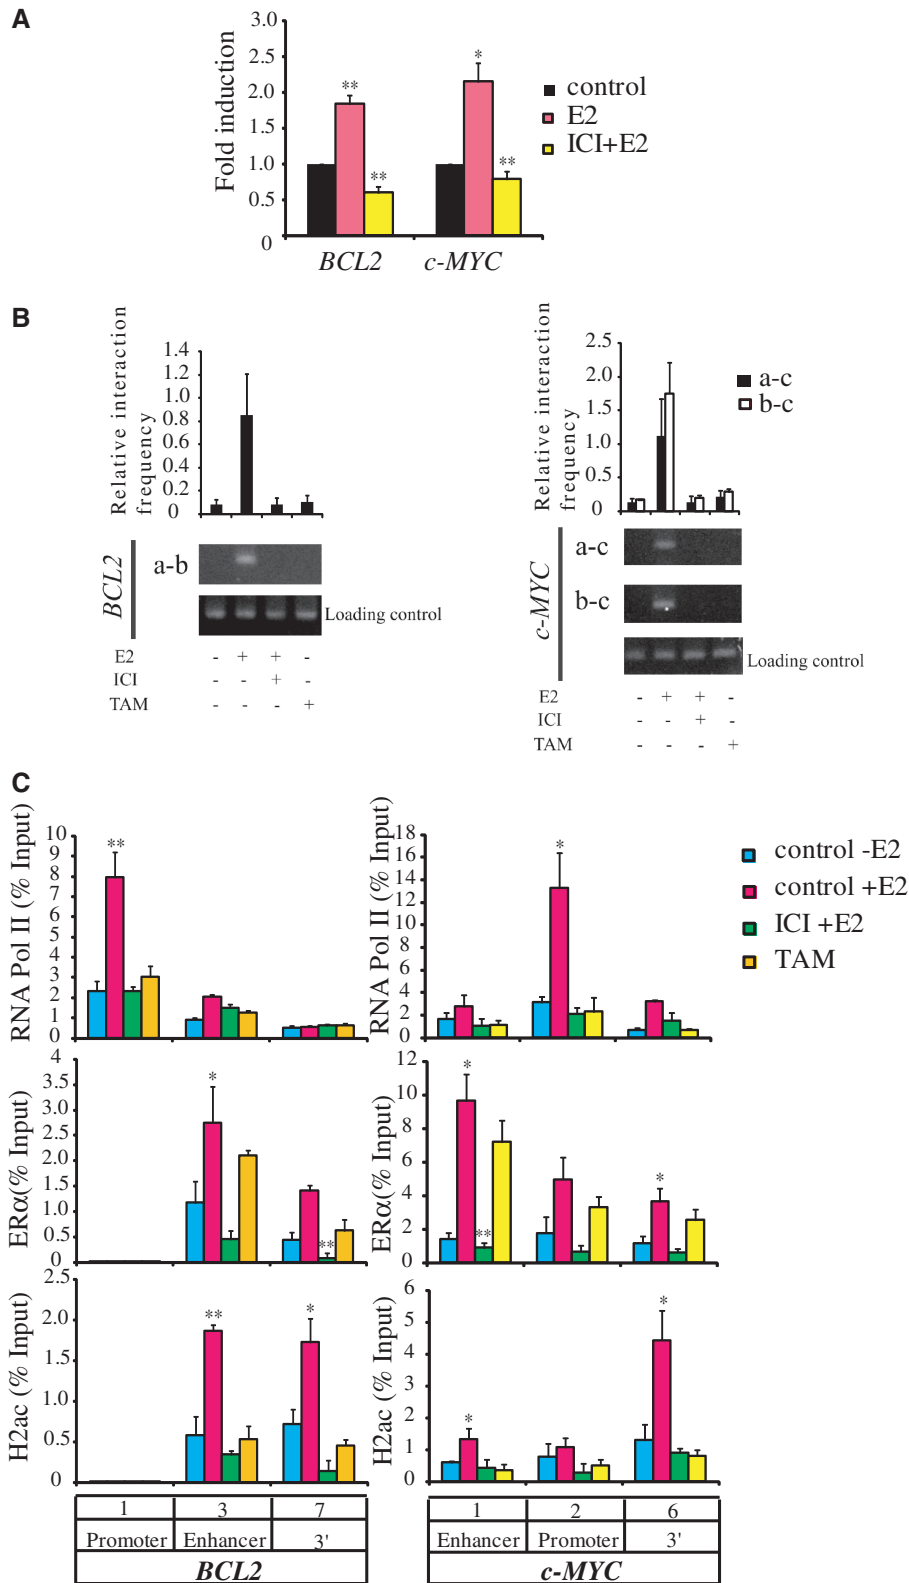 A
Fold induction
3.0
2.5
2.0
1.5
1.0
0.5
0
** ** * **
BCL2 c-MYC
control
E2
ICI+E2
B
Relative interaction
frequency
1.4
1.2
1.0
0.8
0.6
0.4
0.2
0
BCL2
a-b
Loading control
E2 - + + -
ICI - - + -
TAM - - - +
Relative interaction
frequency
2.5
2.0
1.5
1.0
0.5
0
a-c
b-c
c-MYC
a-c
b-c
Loading control
E2 - + + -
ICI - - + -
TAM - - - +
C
RNA Pol II (% Input)
10
9
8
7
6
5
4
3
2
1
0
**
RNA Pol II (% Input)
18
16
14
12
10
8
6
4
2
0
*
control -E2
control +E2
ICI +E2
TAM
ERα(% Input)
4
3.5
3.0
2.5
2.0
1.5
1.0
0.5
0
* **
ERα(% Input)
12
10
8
6
4
2
0
* ** *
H2ac (% Input)
2.0
1.5
1.0
0.5
0
** *
H2ac (% Input)
6
5
4
3
2
1
0
* *
1 3 7
Promoter Enhancer 3'
BCL2
1 2 6
Enhancer Promoter 3'
c-MYC